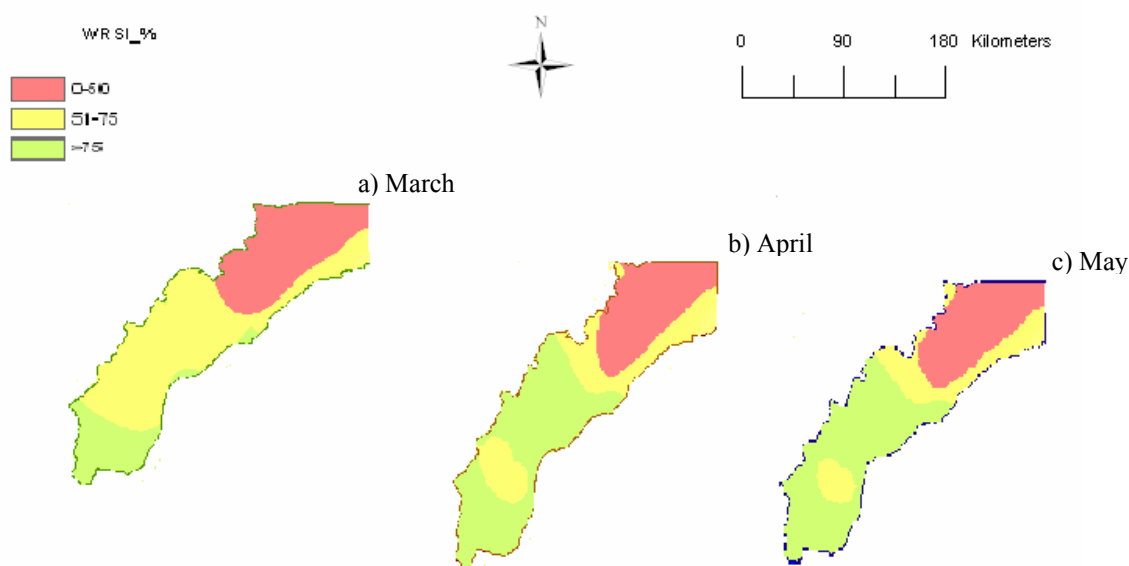 WRSI_%
N
0 90 180 Kilometers
0-50
51-75
>75
a) March
b) April
c) May